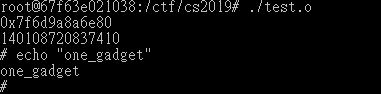 root@67f63e021038:/ctf/cs2019# ./test.o
0x7f6d9a8a6e80
140108720837410
# echo "one_gadget"
one_gadget
#